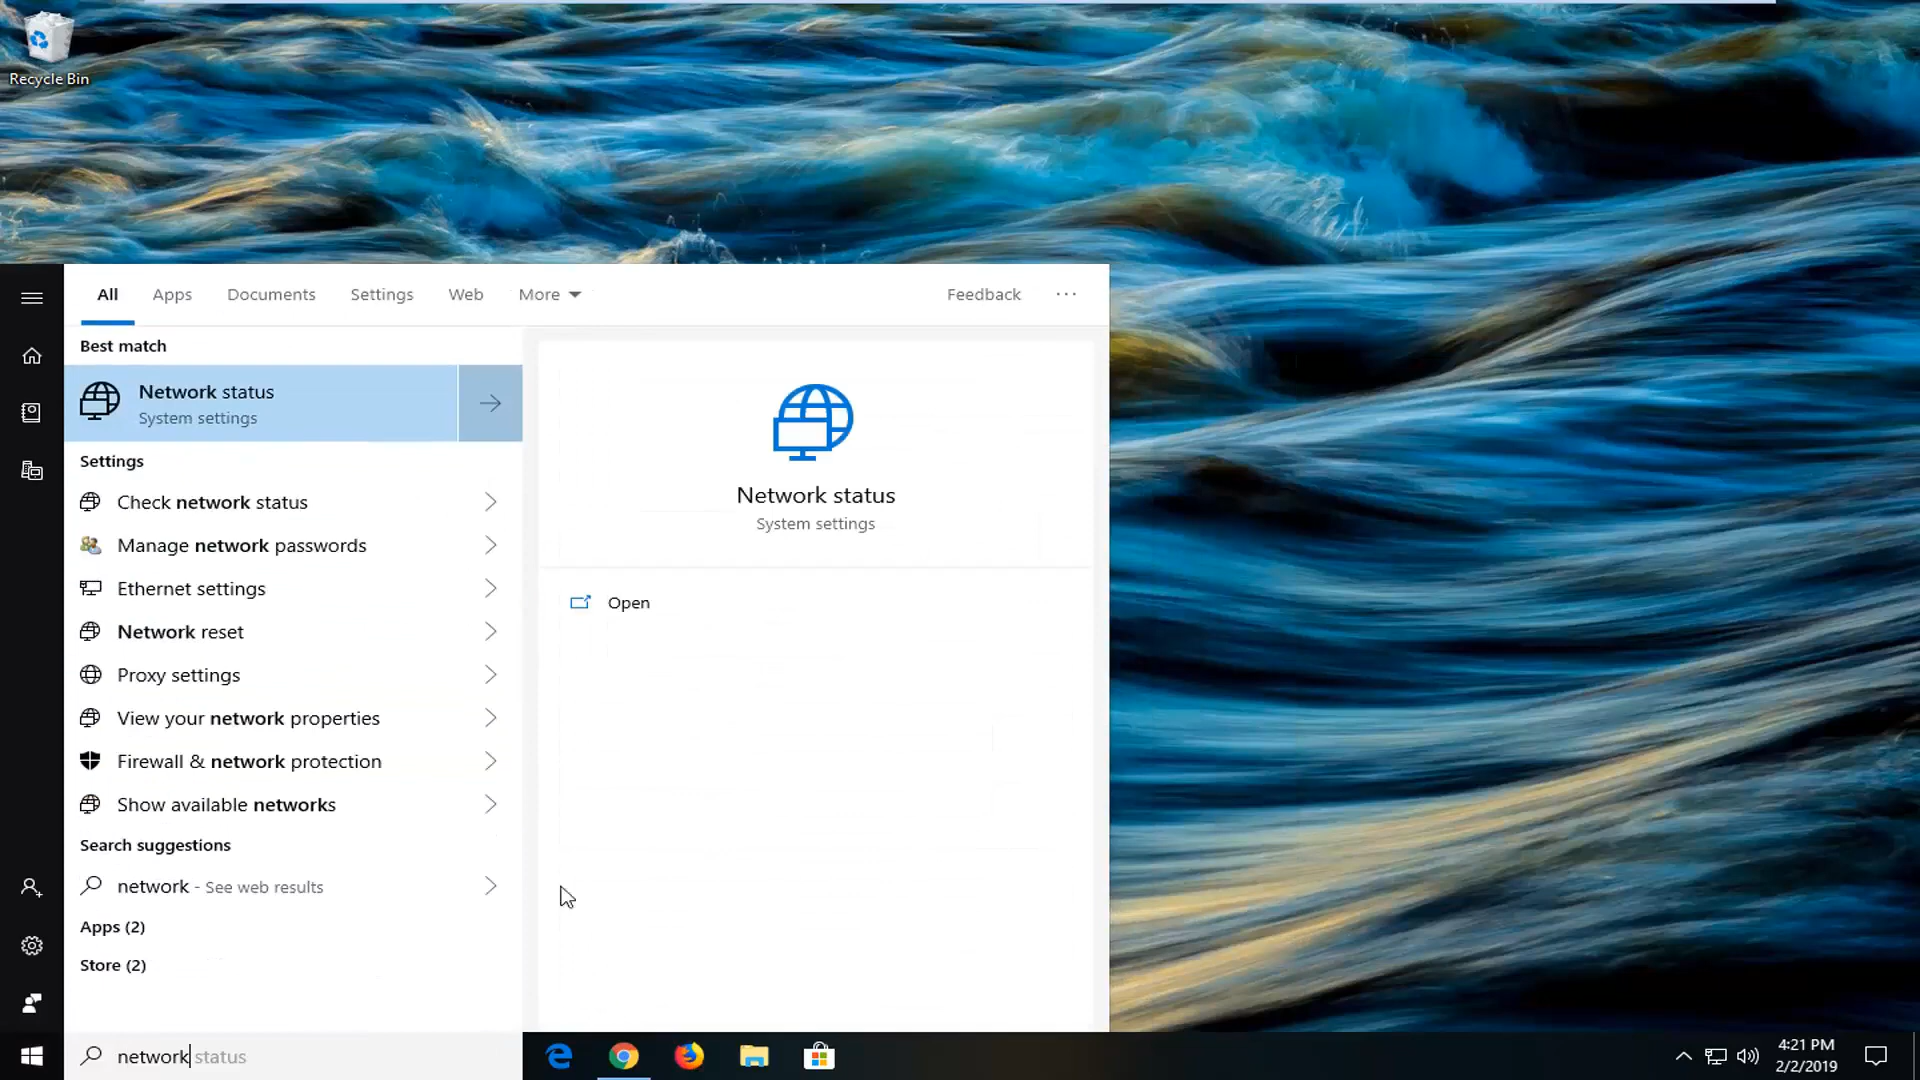 Recycle Bin
All Apps Documents Settings Web More Feedback ...
Best match
Network status
System settings
Settings
Check network status
Manage network passwords
Ethernet settings
Network reset
Proxy settings
View your network properties
Firewall & network protection
Show available networks
Search suggestions
network - See web results
Apps (2)
Store (2)
Network status
System settings
Open
network status
4:21 PM
2/2/2019